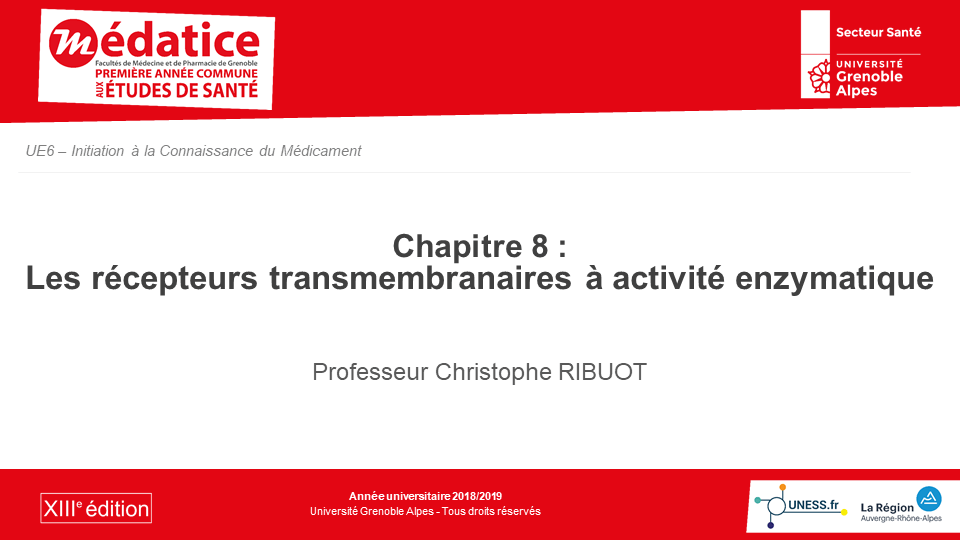 médatice
Facultés de Médecine et de Pharmacie de Grenoble
PREMIÈRE ANNÉE COMMUNE
AUX ÉTUDES DE SANTÉ
Secteur Santé
UNIVERSITÉ
Grenoble
Alpes
UE6 – Initiation à la Connaissance du Médicament
Chapitre 8 :
Les récepteurs transmembranaires à activité enzymatique
Professeur Christophe RIBUOT
XIIIe édition
Année universitaire 2018/2019
Université Grenoble Alpes - Tous droits réservés
UNESS.fr
La Région
Auvergne-Rhône-Alpes